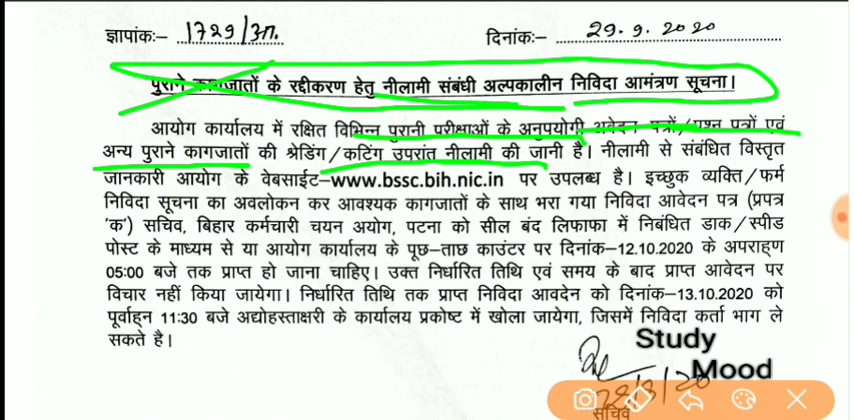 ज्ञापांकः– 1729/अ.
दिनांकः– 29.9.2020
पुराने कागजातों के रद्दीकरण हेतु नीलामी संबंधी अल्पकालीन निविदा आमंत्रण सूचना।
आयोग कार्यालय में रक्षित विभिन्न पुरानी परीक्षाओं के अनुपयोगी आवेदन पत्रों/प्रश्न पत्रों एवं
अन्य पुराने कागजातों की श्रेडिंग/कटिंग उपरांत नीलामी की जानी है। नीलामी से संबंधित विस्तृत
जानकारी आयोग के वेबसाईट–www.bssc.bih.nic.in पर उपलब्ध है। इच्छुक व्यक्ति/फर्म
निविदा सूचना का अवलोकन कर आवश्यक कागजातों के साथ भरा गया निविदा आवेदन पत्र (प्रपत्र
'क') सचिव, बिहार कर्मचारी चयन अयोग, पटना को सील बंद लिफाफा में निबंधित डाक/स्पीड
पोस्ट के माध्यम से या आयोग कार्यालय के पूछ–ताछ काउंटर पर दिनांक–12.10.2020 के अपराह्ण
05:00 बजे तक प्राप्त हो जाना चाहिए। उक्त निर्धारित तिथि एवं समय के बाद प्राप्त आवेदन पर
विचार नहीं किया जायेगा। निर्धारित तिथि तक प्राप्त निविदा आवदेन को दिनांक–13.10.2020 को
पूर्वाहन 11:30 बजे अद्योहस्ताक्षरी के कार्यालय प्रकोष्ट में खोला जायेगा, जिसमें निविदा कर्ता भाग ले
सकते है।
Study
Mood
सचिव